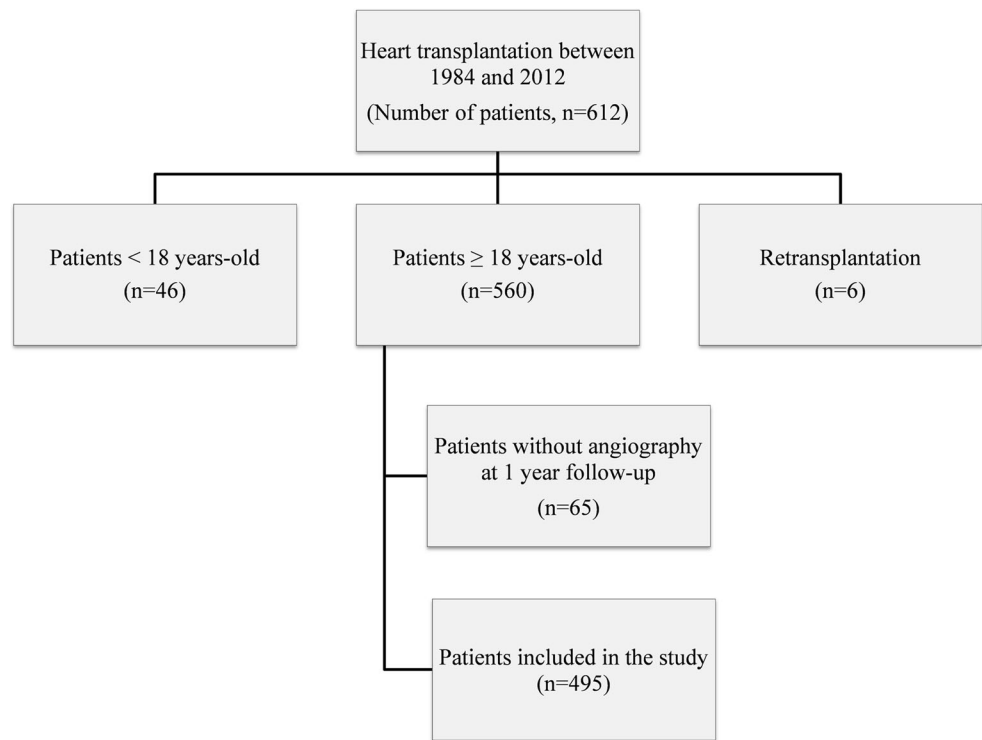 Heart transplantation between
1984 and 2012
(Number of patients, n=612)
Patients < 18 years-old
(n=46)
Patients ≥ 18 years-old
(n=560)
Retransplantation
(n=6)
Patients without angiography
at 1 year follow-up
(n=65)
Patients included in the study
(n=495)